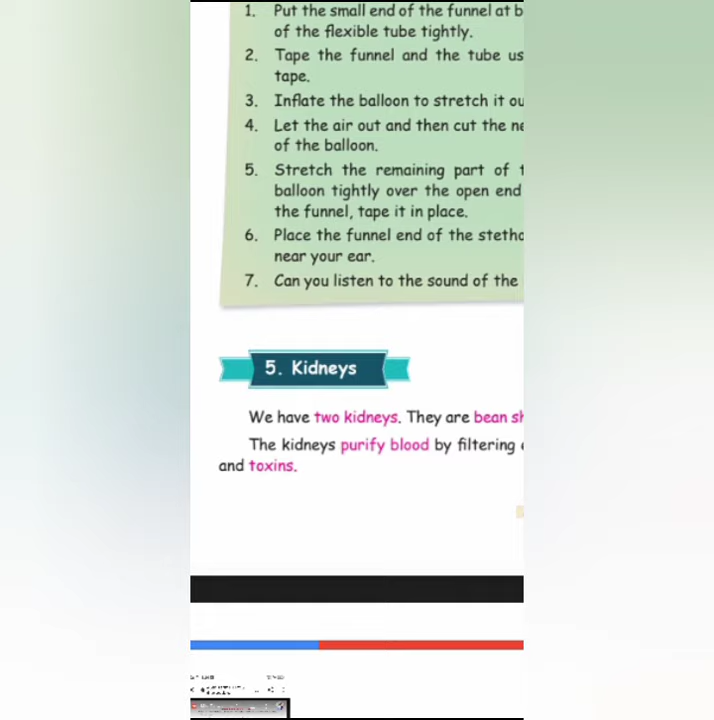 1. Put the small end of the funnel at
of the flexible tube tightly.
2. Tape the funnel and the tube
tape.
3. Inflate the balloon to stretch it
4. Let the air out and then cut the
of the balloon.
5. Stretch the remaining part of
balloon tightly over the open end
the funnel, tape it in place.
6. Place the funnel end of the
near your ear.
7. Can you listen to the sound of the
5. Kidneys
We have two kidneys. They are bean
The kidneys purify blood by filtering
and toxins.